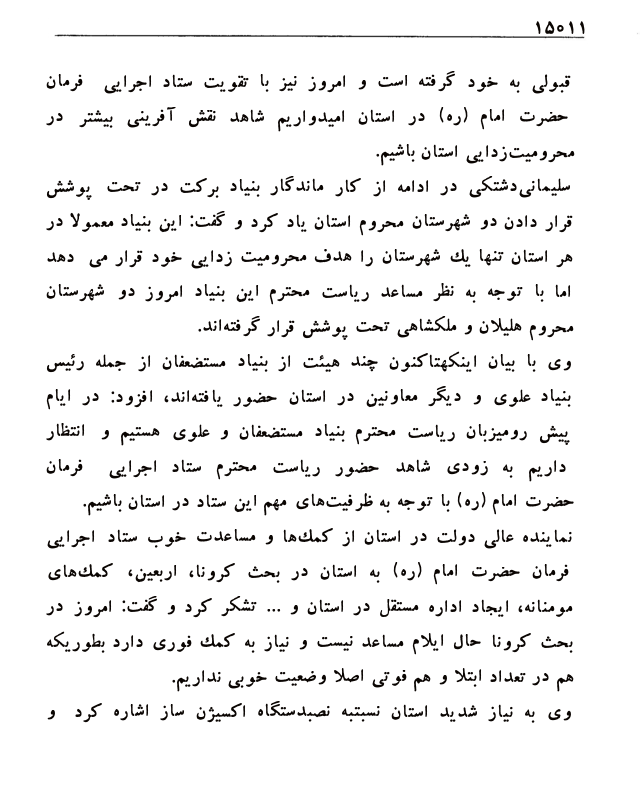 ۱۵۰۱۱
قبولی به خود گرفته است و امروز نیز با تقویت ستاد اجرایی فرمان
حضرت امام (ره) در استان امیدواریم شاهد نقش آفرینی بیشتر در
محرومیت‌زدایی استان باشیم.
سلیمانی‌دشتکی در ادامه از کار ماندگار بنیاد برکت در تحت پوشش
قرار دادن دو شهرستان محروم استان یاد کرد و گفت: این بنیاد معمولا در
هر استان تنها یك شهرستان را هدف محرومیت زدایی خود قرار می دهد
اما با توجه به نظر مساعد ریاست محترم این بنیاد امروز دو شهرستان
محروم هلیلان و ملکشاهی تحت پوشش قرار گرفته‌اند.
وی با بیان اینکهتاکنون چند هیئت از بنیاد مستضعفان از جمله رئیس
بنیاد علوی و دیگر معاونین در استان حضور یافته‌اند، افزود: در ایام
پیش رومیزبان ریاست محترم بنیاد مستضعفان و علوی هستیم و انتظار
داریم به زودی شاهد حضور ریاست محترم ستاد اجرایی فرمان
حضرت امام (ره) با توجه به ظرفیت‌های مهم این ستاد در استان باشیم.
نماینده عالی دولت در استان از کمك‌ها و مساعدت خوب ستاد اجرایی
فرمان حضرت امام (ره) به استان در بحث کرونا، اربعین، کمك‌های
مومنانه، ایجاد اداره مستقل در استان و ... تشکر کرد و گفت: امروز در
بحث کرونا حال ایلام مساعد نیست و نیاز به کمك فوری دارد بطوریکه
هم در تعداد ابتلا و هم فوتی اصلا وضعیت خوبی نداریم.
وی به نیاز شدید استان نسبتبه نصبدستگاه اکسیژن ساز اشاره کرد و